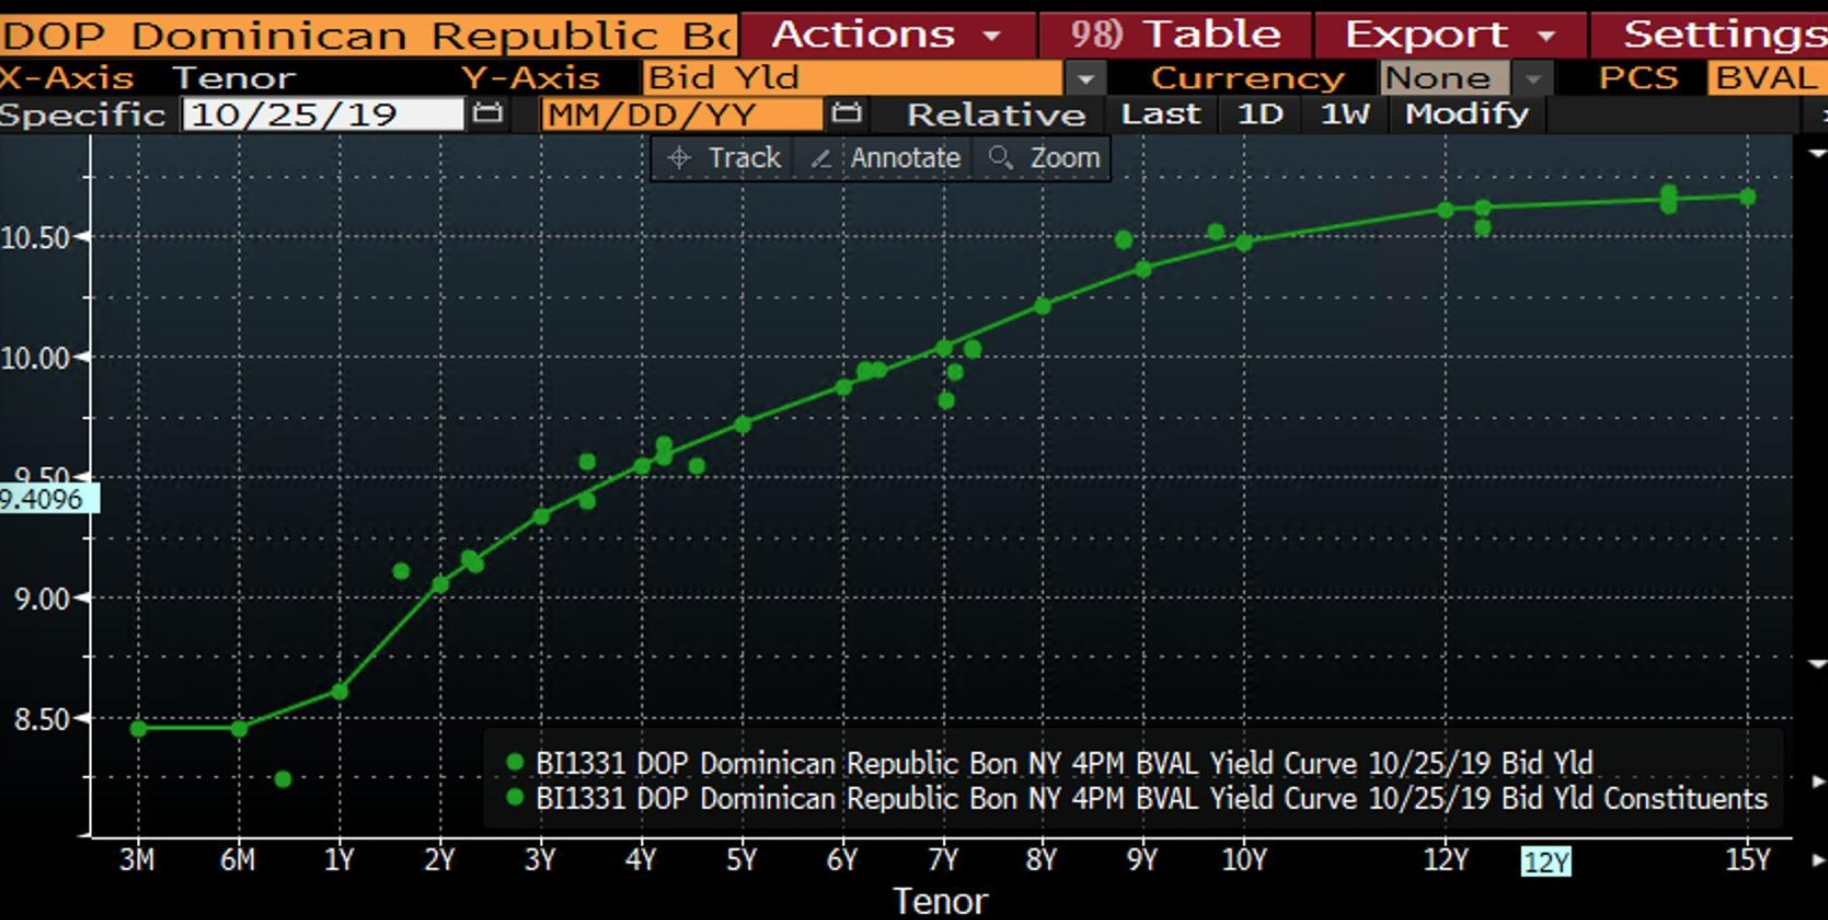 DOP Dominican Republic Bo Actions 98) Table Export Settings
X-Axis Tenor Y-Axis Bid Yld Currency None PCS BVAL
Specific 10/25/19 MM/DD/YY Relative Last 1D 1W Modify
Track Annotate Zoom
10.50
10.00
9.50
9.4096
9.00
8.50
BI1331 DOP Dominican Republic Bon NY 4PM BVAL Yield Curve 10/25/19 Bid Yld
BI1331 DOP Dominican Republic Bon NY 4PM BVAL Yield Curve 10/25/19 Bid Yld Constituents
3M 6M 1Y 2Y 3Y 4Y 5Y 6Y 7Y 8Y 9Y 10Y 12Y 12Y 15Y
Tenor